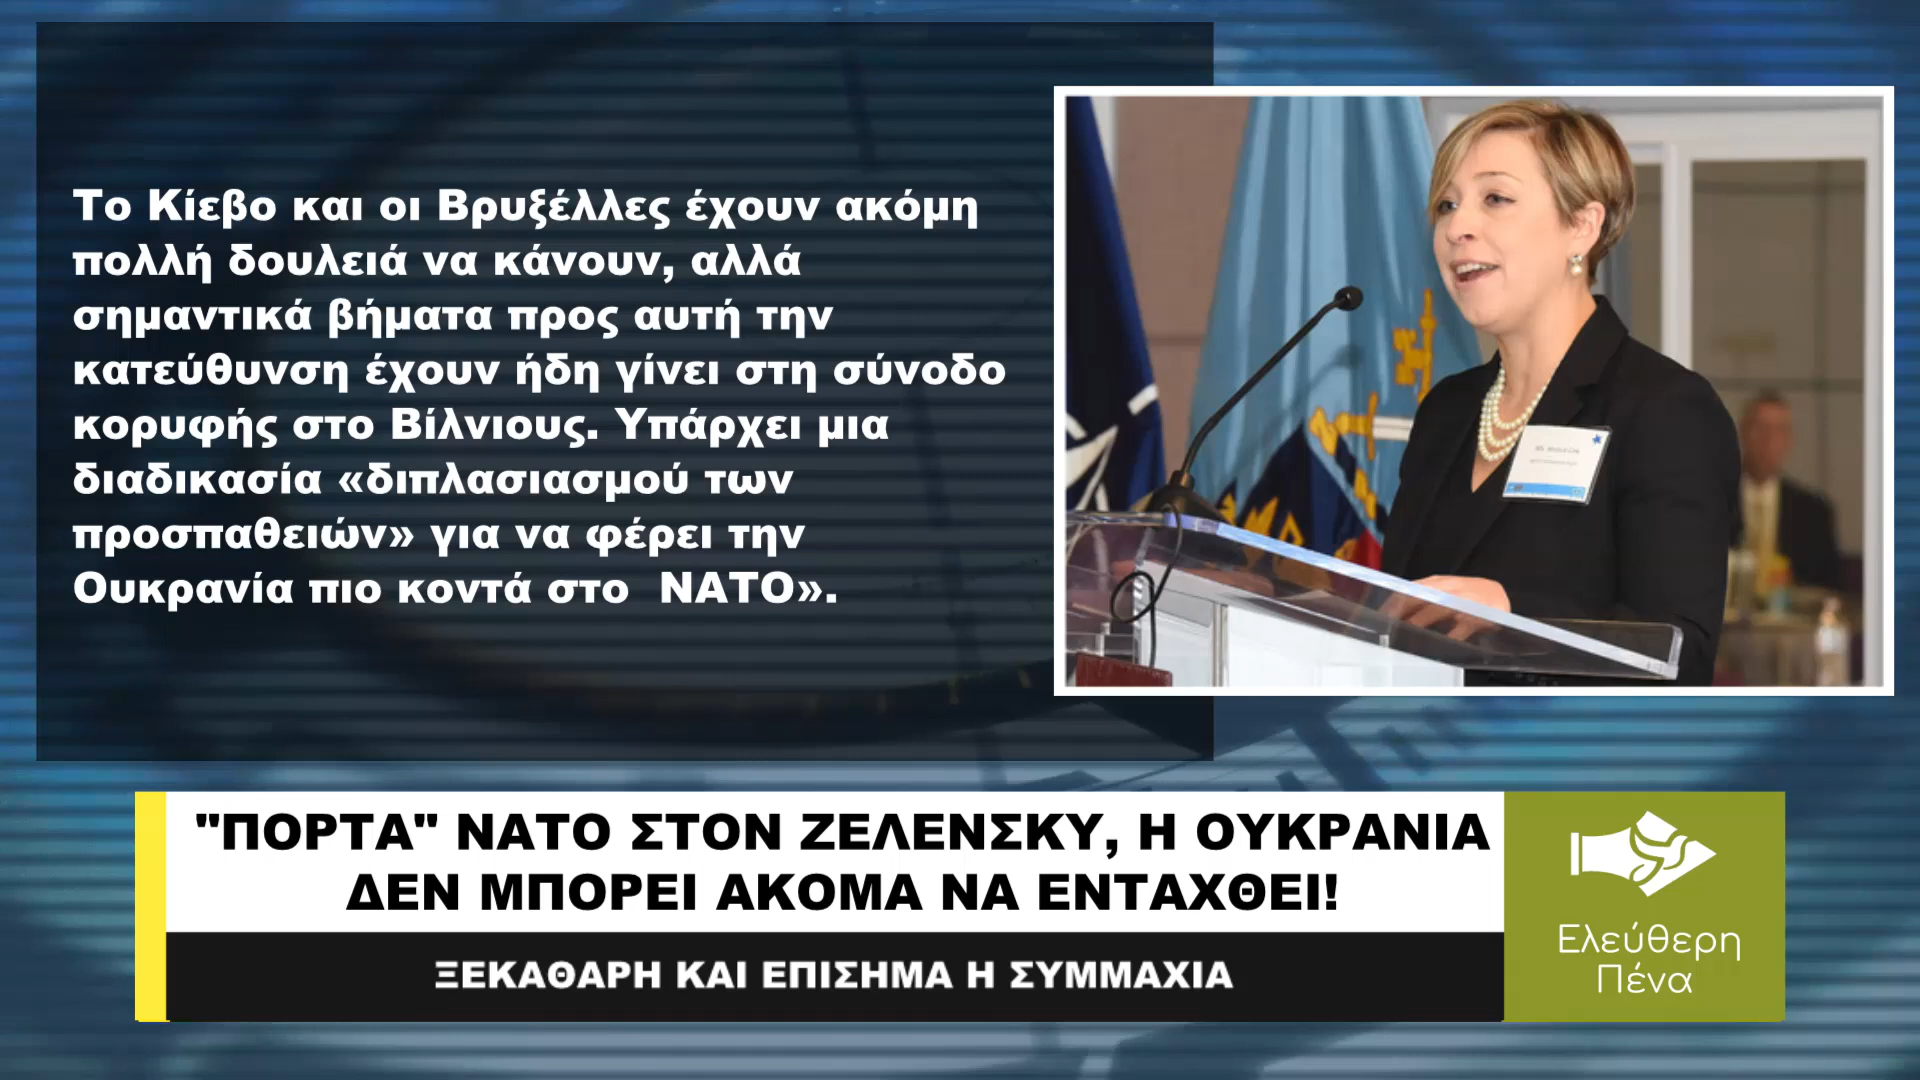 Το Κίεβο και οι Βρυξέλλες έχουν ακόμη
πολλή δουλειά να κάνουν, αλλά
σημαντικά βήματα προς αυτή την
κατεύθυνση έχουν ήδη γίνει στη σύνοδο
κορυφής στο Βίλνιους. Υπάρχει μια
διαδικασία «διπλασιασμού των
προσπαθειών» για να φέρει την
Ουκρανία πιο κοντά στο  ΝΑΤΟ».
"ΠΟΡΤΑ" ΝΑΤΟ ΣΤΟΝ ΖΕΛΕΝΣΚΥ, Η ΟΥΚΡΑΝΙΑ
ΔΕΝ ΜΠΟΡΕΙ ΑΚΟΜΑ ΝΑ ΕΝΤΑΧΘΕΙ!
ΞΕΚΑΘΑΡΗ ΚΑΙ ΕΠΙΣΗΜΑ Η ΣΥΜΜΑΧΙΑ
Ελεύθερη
Πένα